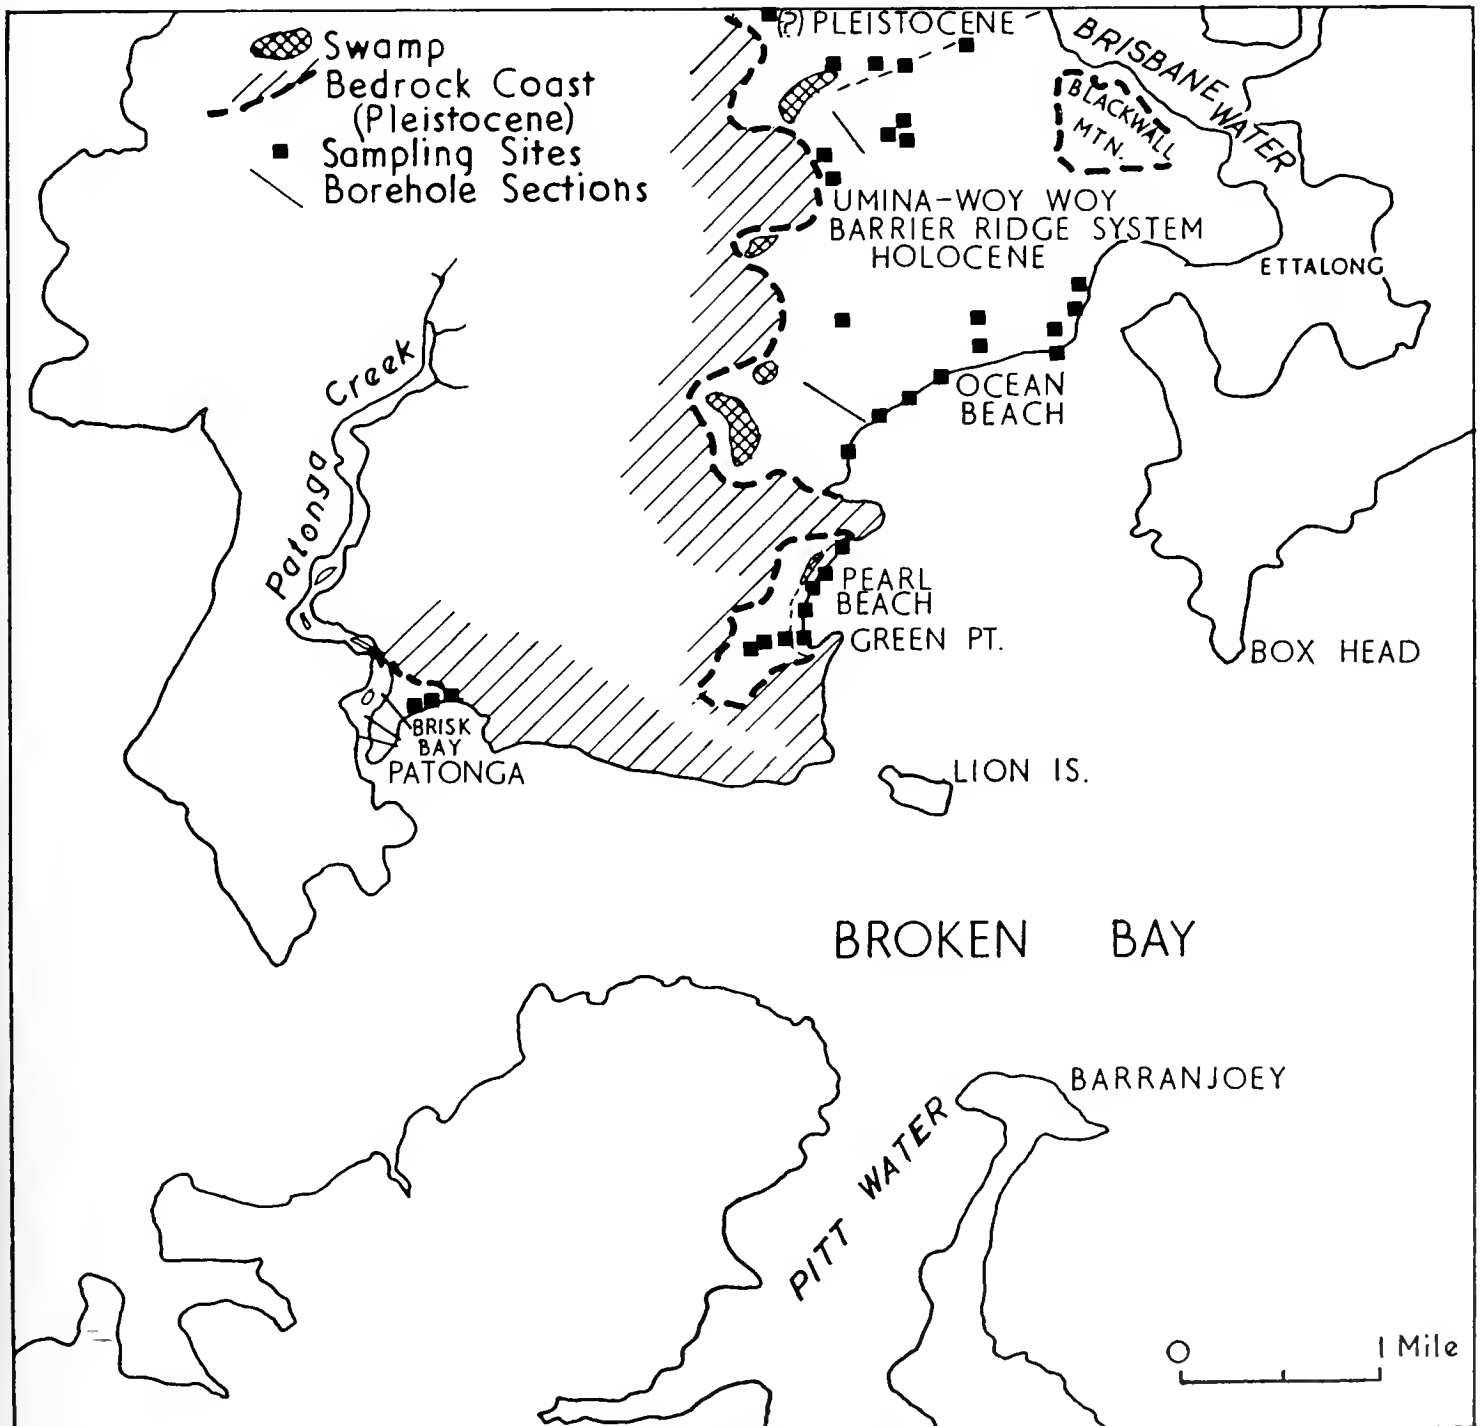 (?) PLEISTOCENE
Swamp
Bedrock Coast
(Pleistocene)
Sampling Sites
Borehole Sections
BRISBANE WATER
BLACKWALL
MTN.
UMINA-WOY WOY
BARRIER RIDGE SYSTEM
HOLOCENE
ETTALONG
Patonga Creek
OCEAN
BEACH
PEARL
BEACH
GREEN PT.
BOX HEAD
BRISK
BAY
PATONGA
LION IS.
BROKEN BAY
BARRANJOEY
PITT WATER
0 1 Mile